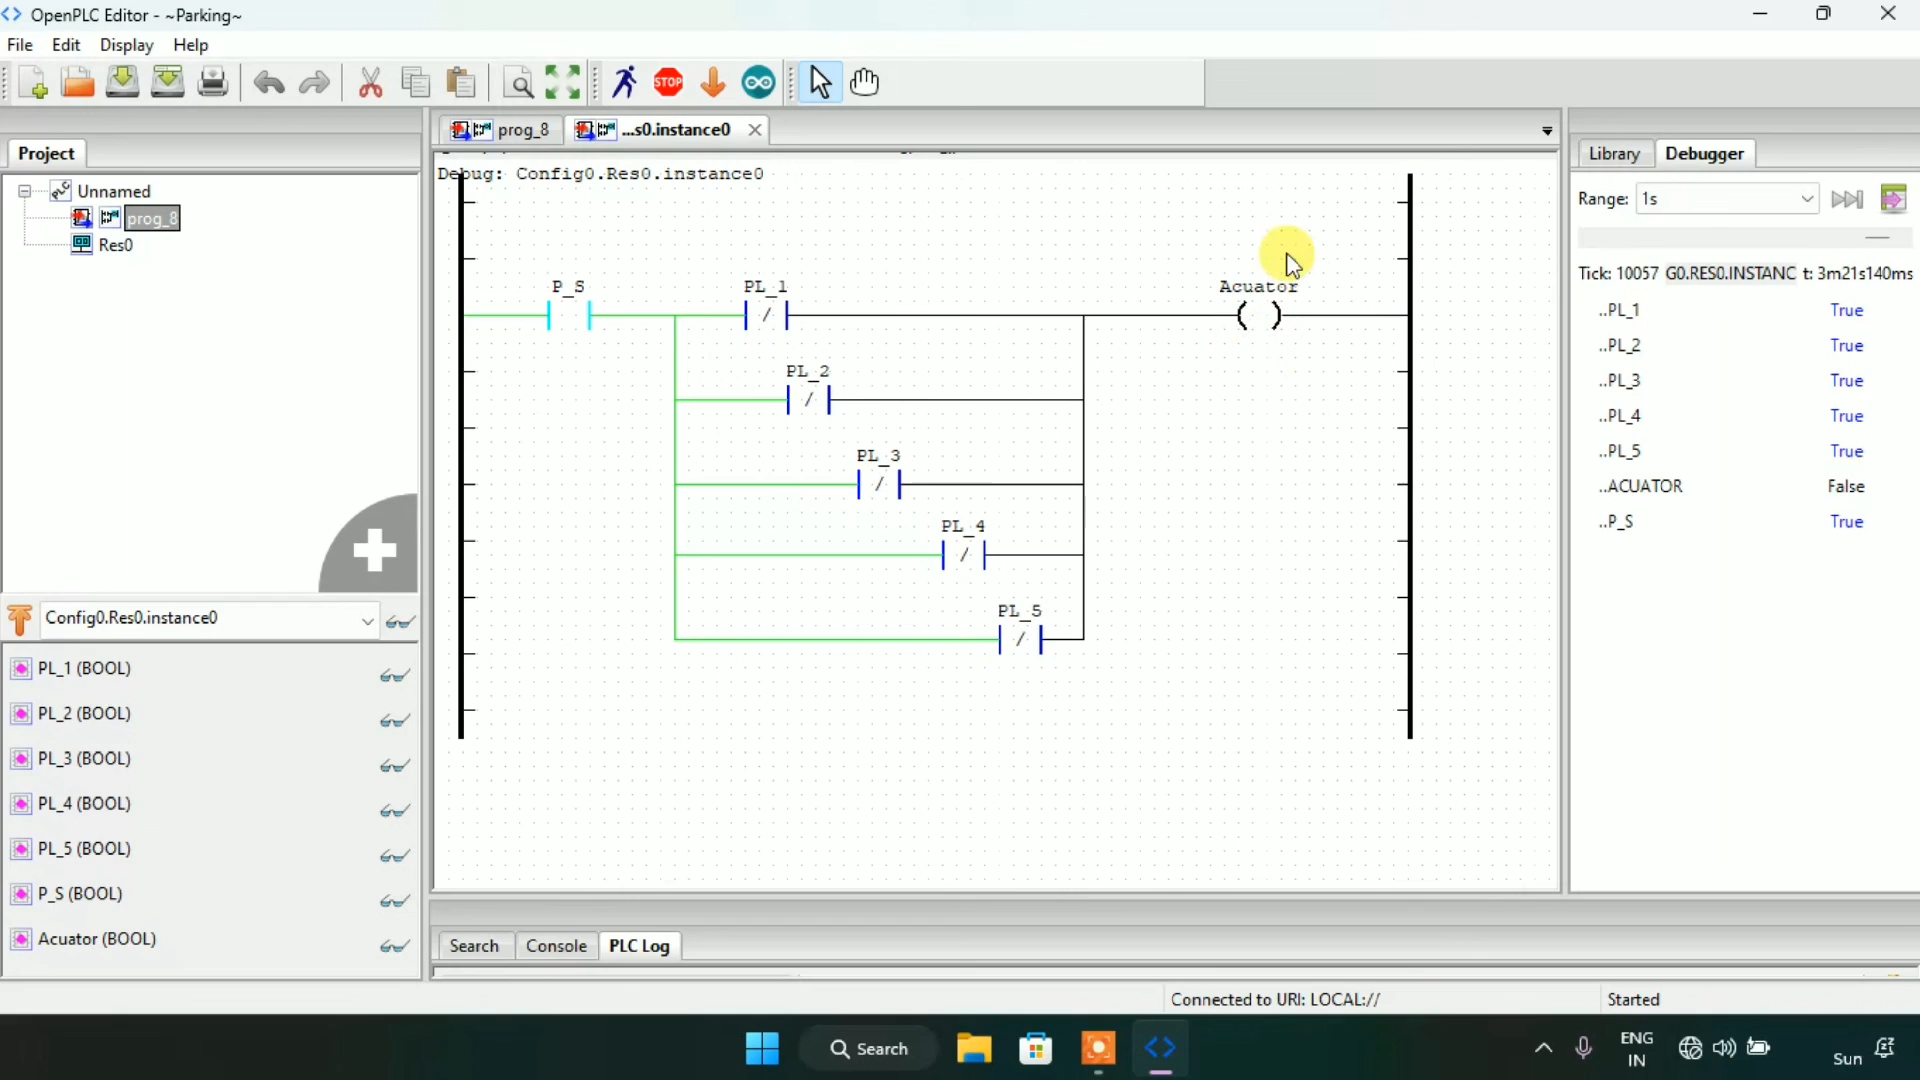 OpenPLC Editor - ~Parking~
File Edit Display Help
STOP
Project
Unnamed
prog_8
Res0
Config0.Res0.instance0
PL_1 (BOOL)
PL_2 (BOOL)
PL_3 (BOOL)
PL_4 (BOOL)
PL_5 (BOOL)
P_S (BOOL)
Acuator (BOOL)
prog_8 ...s0.instance0
Debug: Config0.Res0.instance0
P_S PL_1 Acuator
PL_2
PL_3
PL_4
PL_5
Search Console PLC Log
Library Debugger
Range: 1s
Tick: 10057 G0.RES0.INSTANC t: 3m21s140ms
..PL_1 True
..PL_2 True
..PL_3 True
..PL_4 True
..PL_5 True
..ACUATOR False
..P_S True
Connected to URI: LOCAL:// Started
Search
ENG
IN
Sun